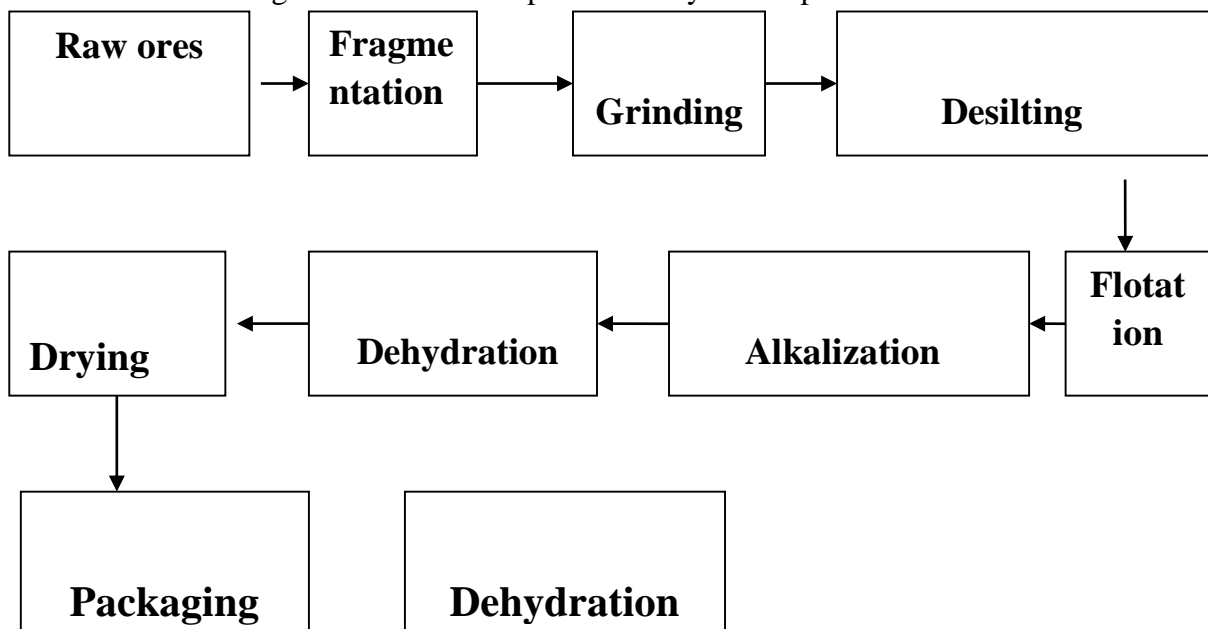 Raw ores
Fragme
ntation
Grinding
Desilting
Flotat
ion
Alkalization
Dehydration
Drying
Packaging
Dehydration